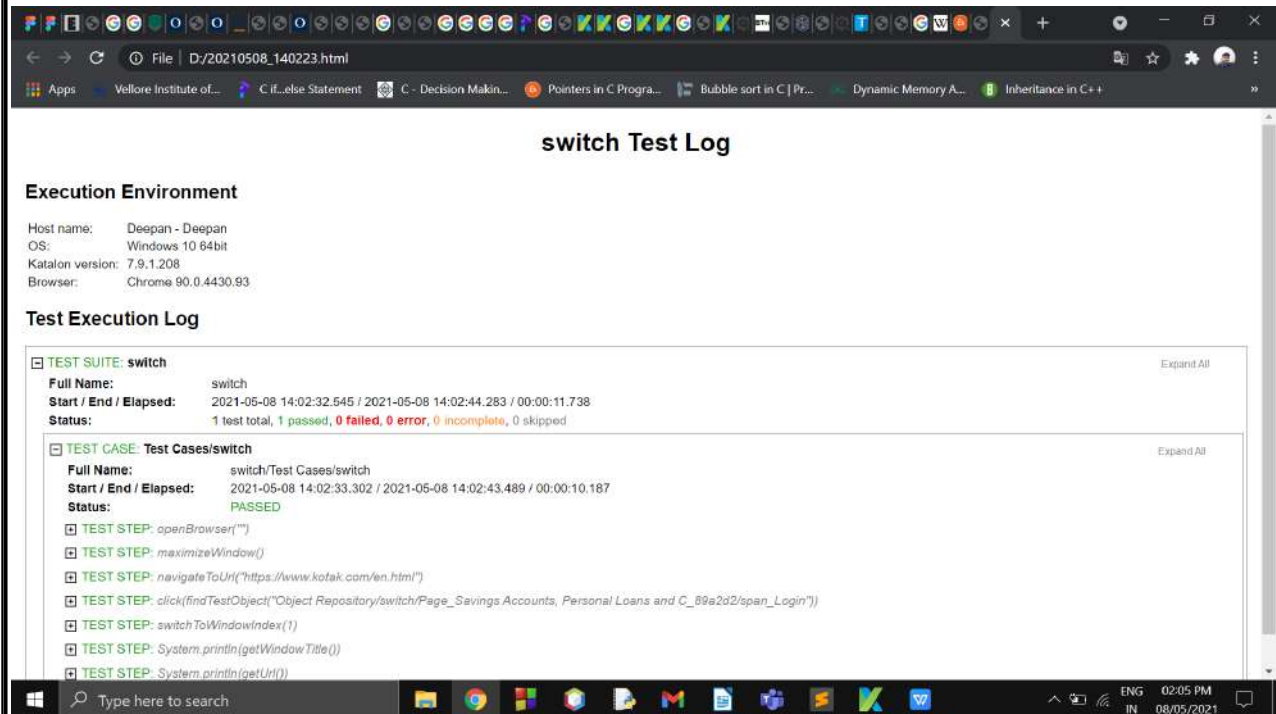 File | D:/20210508_140223.html
Apps Vellore Institute of... C if...else Statement C - Decision Makin... Pointers in C Progra... Bubble sort in C | Pr... Dynamic Memory A... Inheritance in C++ »
switch Test Log
Execution Environment
Host name: Deepan - Deepan
OS: Windows 10 64bit
Katalon version: 7.9.1.208
Browser: Chrome 90.0.4430.93
Test Execution Log
TEST SUITE: switch Expand All
Full Name: switch
Start / End / Elapsed: 2021-05-08 14:02:32.545 / 2021-05-08 14:02:44.283 / 00:00:11.738
Status: 1 test total, 1 passed, 0 failed, 0 error, 0 incomplete, 0 skipped
TEST CASE: Test Cases/switch Expand All
Full Name: switch/Test Cases/switch
Start / End / Elapsed: 2021-05-08 14:02:33.302 / 2021-05-08 14:02:43.489 / 00:00:10.187
Status: PASSED
TEST STEP: openBrowser("")
TEST STEP: maximizeWindow()
TEST STEP: navigateToUrl("https://www.kotak.com/en.html")
TEST STEP: click(findTestObject("Object Repository/switch/Page_Savings Accounts, Personal Loans and C_89a2d2/span_Login"))
TEST STEP: switchToWindowIndex(1)
TEST STEP: System.println(getWindowTitle())
TEST STEP: System.println(getUrl())
Type here to search ENG 02:05 PM
IN 08/05/2021